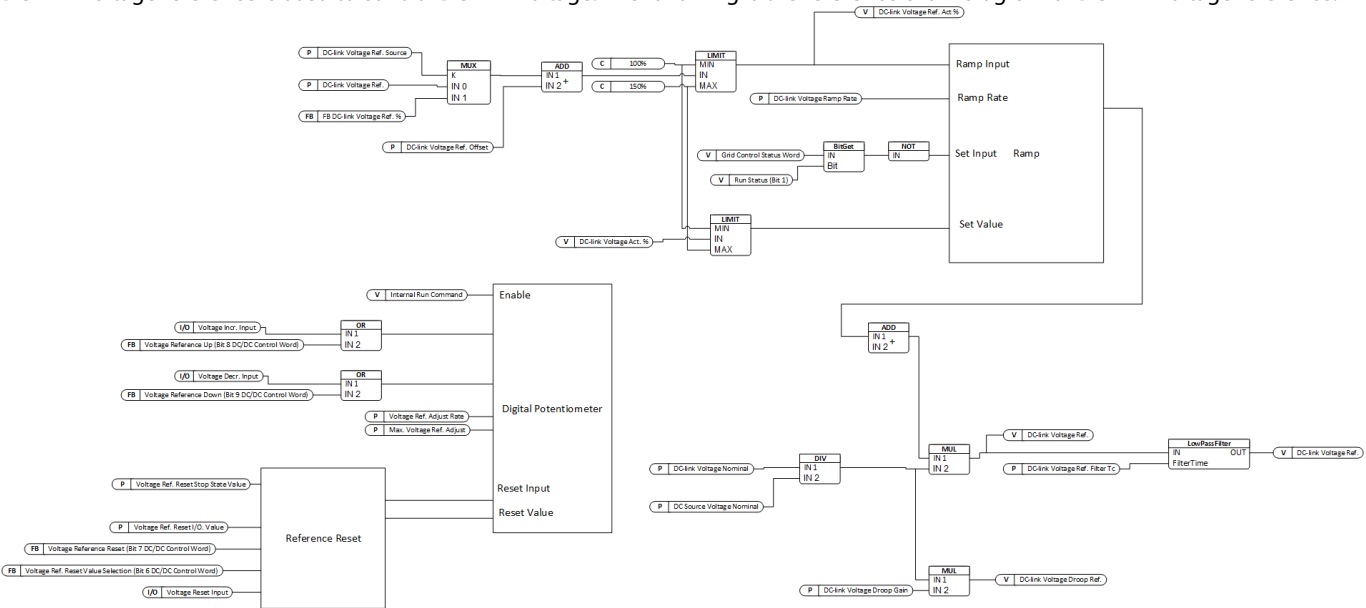 V DC-link Voltage Ref. Act %
P DC-link Voltage Ref. Source
MUX
K
IN 0
IN 1
P DC-link Voltage Ref.
FB FB DC-link Voltage Ref. %
ADD
IN 1
IN 2 +
P DC-link Voltage Ref. Offset
C 100%
C 150%
LIMIT
MIN
IN
MAX
Ramp Input
P DC-link Voltage Ramp Rate
Ramp Rate
V Grid Control Status Word
BitGet
IN
Bit
NOT
IN
V Run Status (Bit 1)
Set Input Ramp
LIMIT
MIN
IN
MAX
V DC-link Voltage Act. %
Set Value
V Internal Run Command
Enable
I/O Voltage Incr. Input
OR
IN 1
IN 2
FB Voltage Reference Up (Bit 8 DC/DC Control Word)
I/O Voltage Decr. Input
OR
IN 1
IN 2
FB Voltage Reference Down (Bit 9 DC/DC Control Word)
Digital Potentiometer
P Voltage Ref. Adjust Rate
P Max. Voltage Ref. Adjust
ADD
IN 1
IN 2 +
P Voltage Ref. Reset Stop State Value
P Voltage Ref. Reset I/O. Value
FB Voltage Reference Reset (Bit 7 DC/DC Control Word)
FB Voltage Ref. Reset Value Selection (Bit 6 DC/DC Control Word)
I/O Voltage Reset Input
Reference Reset
Reset Input
Reset Value
P DC-link Voltage Nominal
DIV
IN 1
IN 2
P DC Source Voltage Nominal
MUL
IN 1
IN 2
V DC-link Voltage Ref.
P DC-link Voltage Ref. Filter Tc
LowPassFilter
IN OUT
FilterTime
V DC-link Voltage Ref.
P DC-link Voltage Droop Gain
MUL
IN 1
IN 2
V DC-link Voltage Droop Ref.